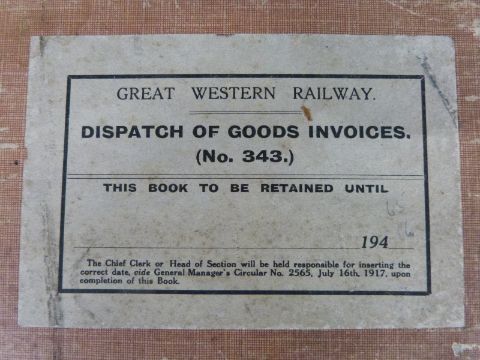 GREAT WESTERN RAILWAY.
DISPATCH OF GOODS INVOICES.
(No. 343.)
THIS BOOK TO BE RETAINED UNTIL
194
The Chief Clerk or Head of Section will be held responsible for inserting the
correct date, vide General Manager's Circular No. 2565, July 16th, 1917, upon
completion of this Book.